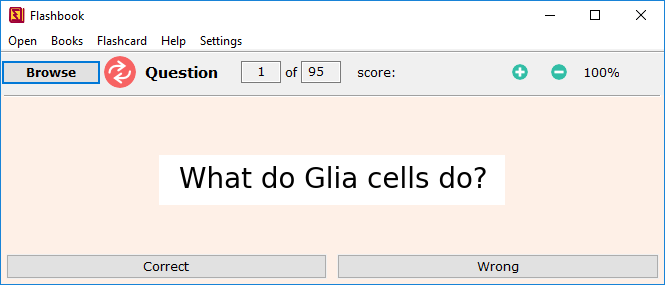 Flashbook
Open Books Flashcard Help Settings
Browse Question 1 of 95 score: 100%
What do Glia cells do?
Correct Wrong